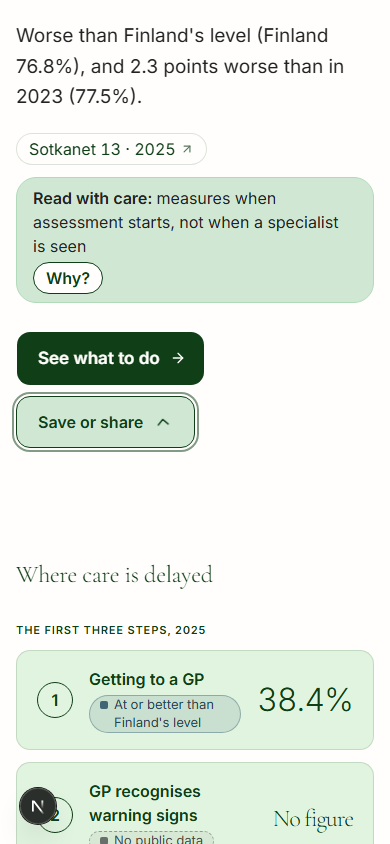 Worse than Finland's level (Finland
76.8%), and 2.3 points worse than in
2023 (77.5%).
Sotkanet 13 · 2025 ↗
Read with care: measures when
assessment starts, not when a specialist
is seen
Why?
See what to do →
Save or share
Where care is delayed
THE FIRST THREE STEPS, 2025
1
Getting to a GP
At or better than
Finland's level
38.4%
N
2
GP recognises
warning signs
No figure
No public data